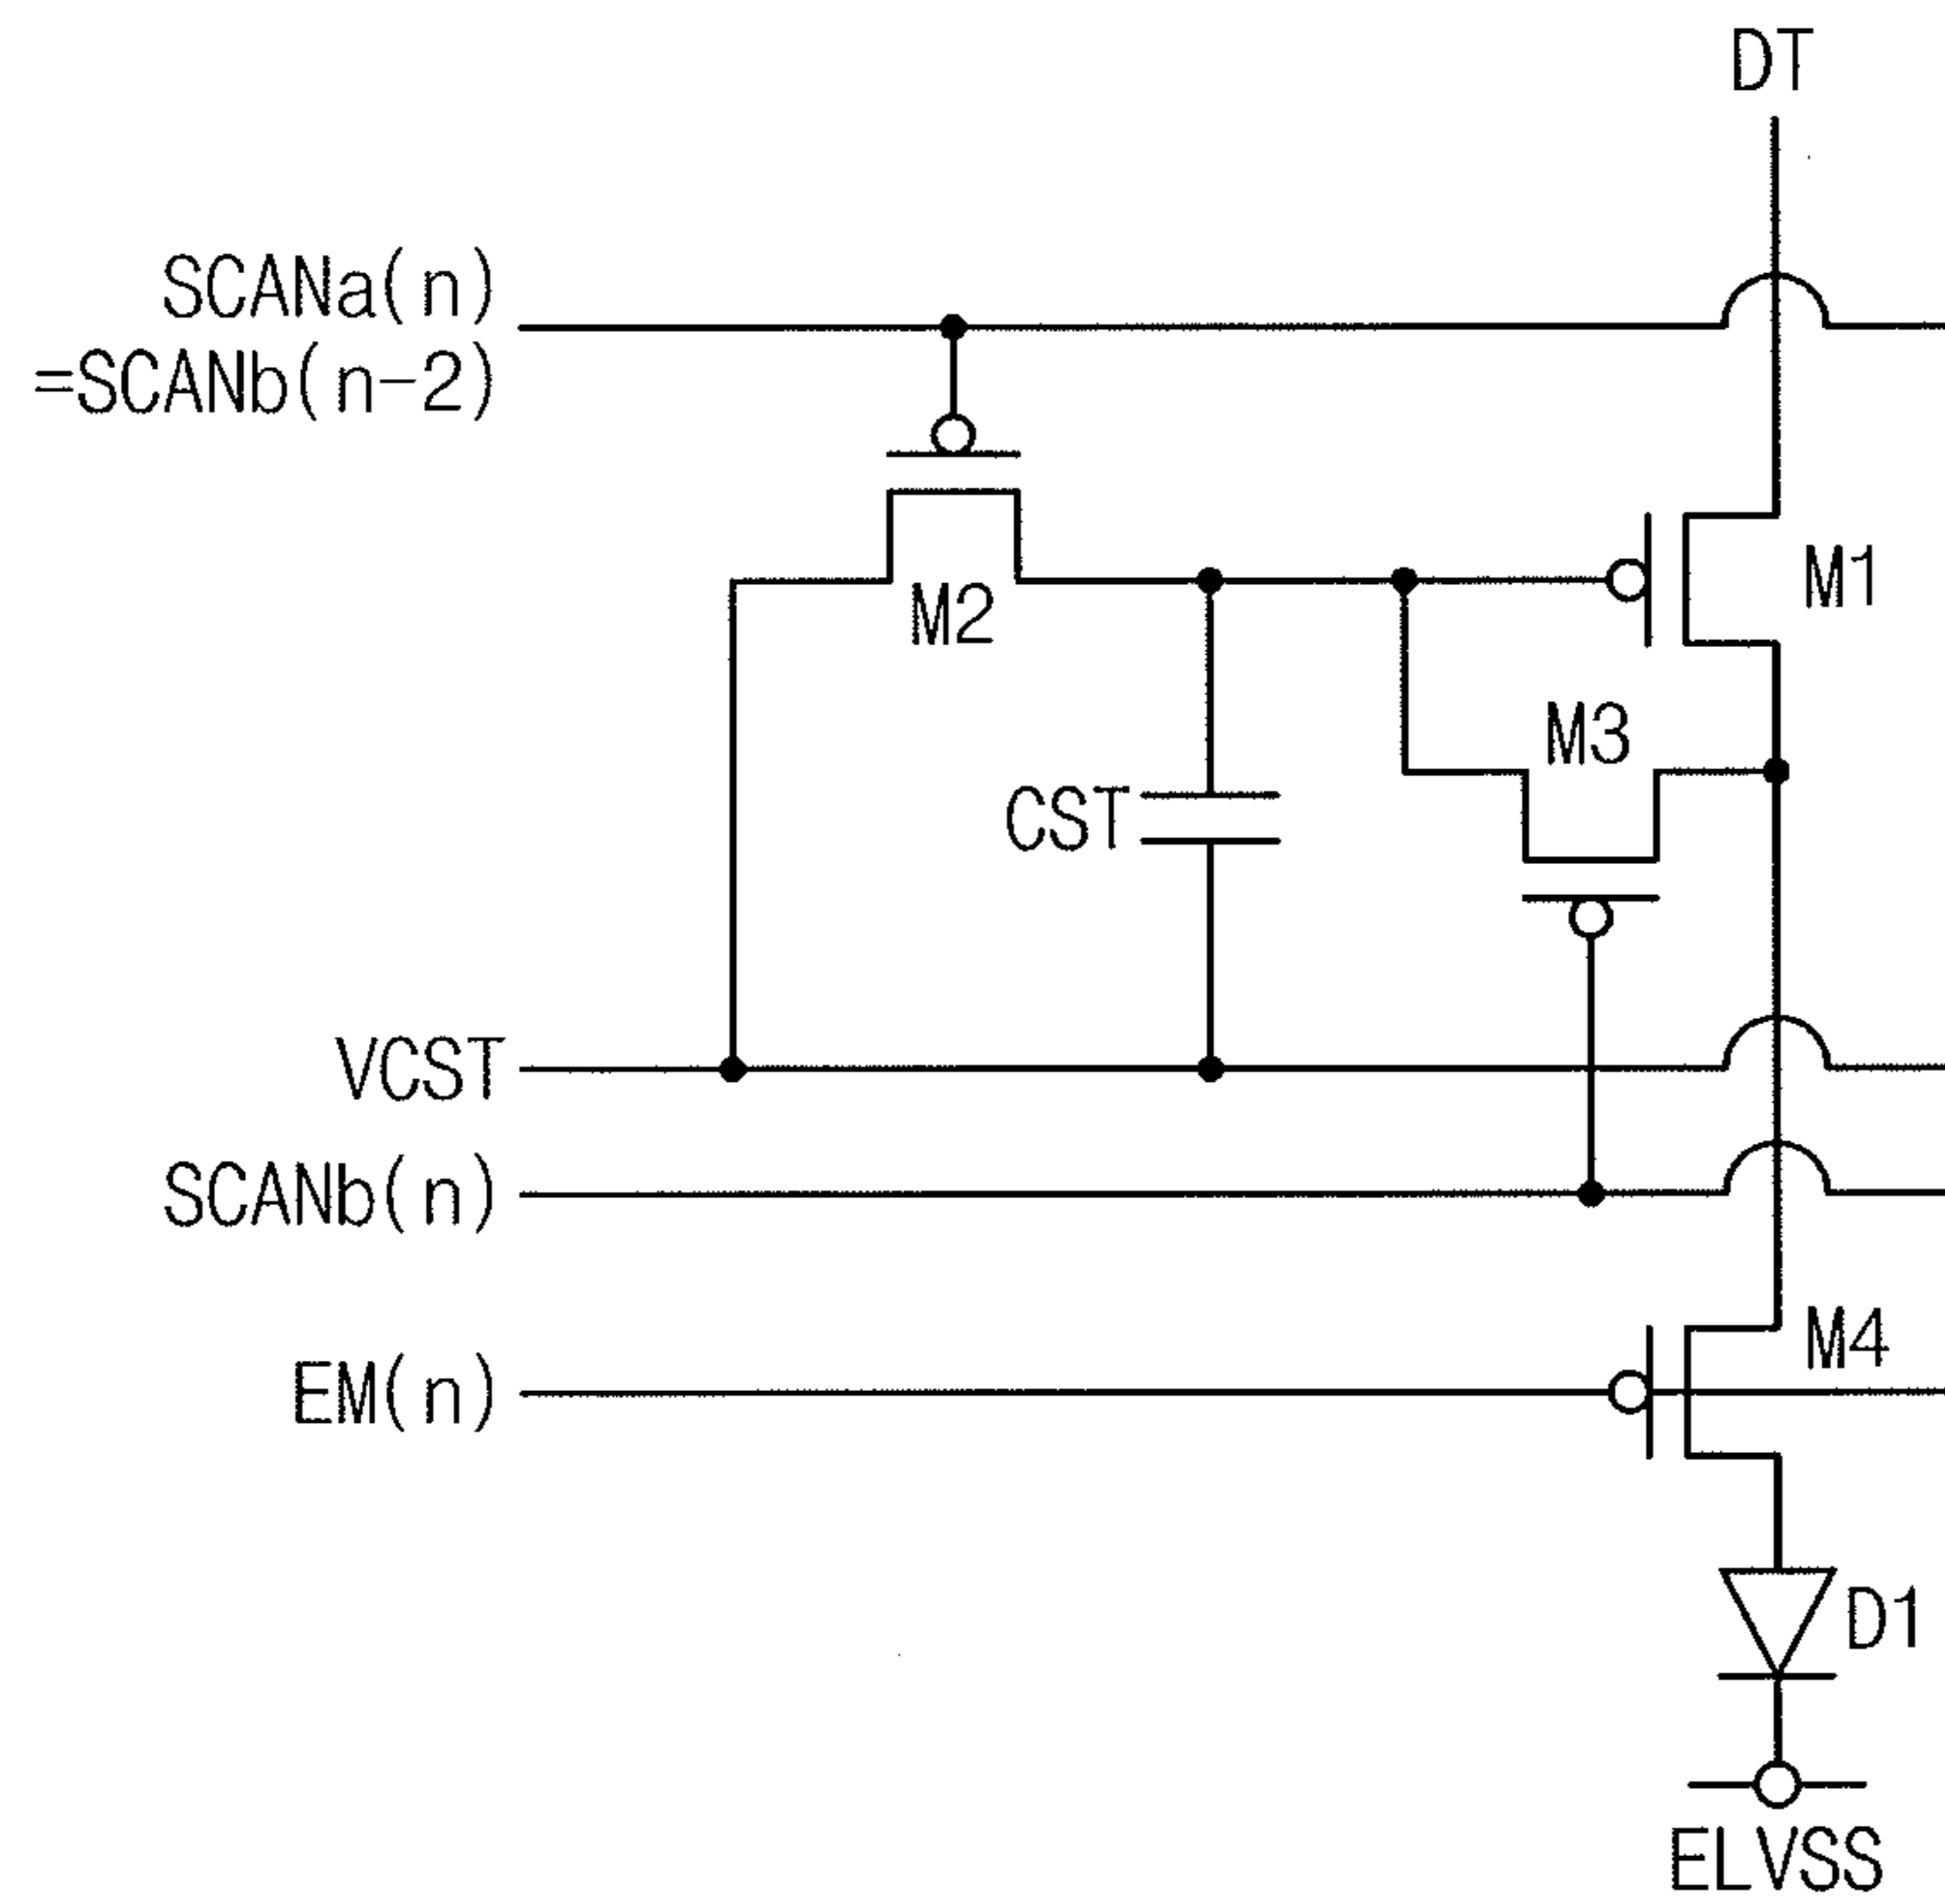 DT
SCANa(n)
=SCANb(n-2)
M1
M2
M3
CST
VCST
SCANb(n)
M4
EM(n)
D1
ELVSS